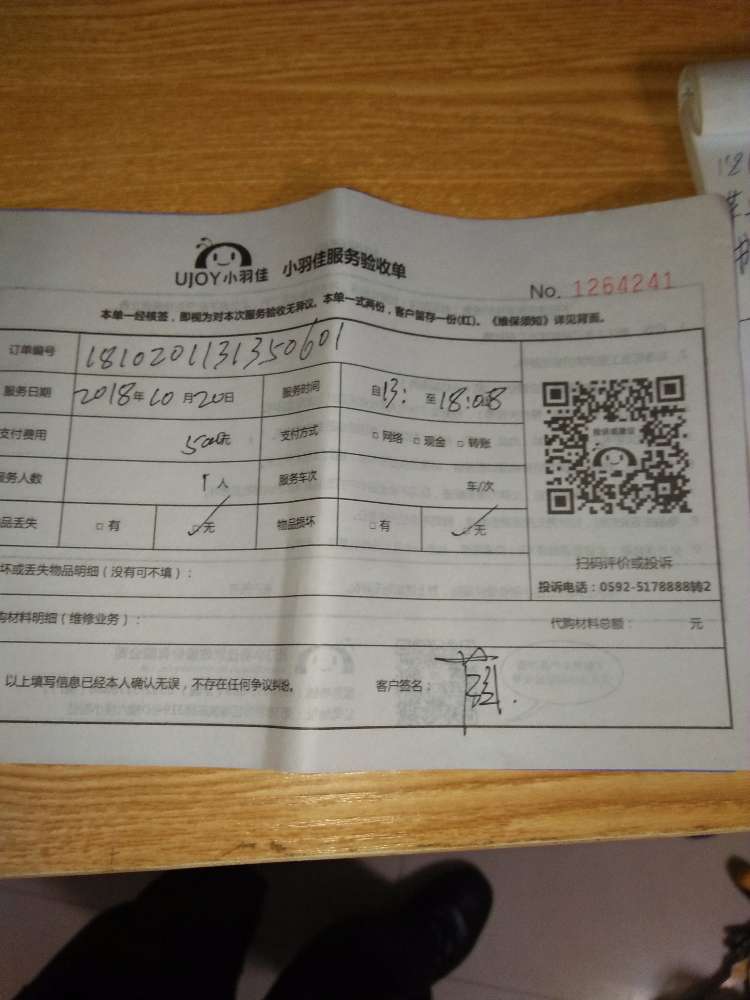 UJOY小羽佳 小羽佳服务验收单
No. 1264241
本单一经核签，即视为对本次服务验收无异议。本单一式两份，客户留存一份(红)。《维保须知》详见背面。
订单编号 1810201131350601
服务日期 2018年10月20日 服务时间 自13: 至18:08
支付费用 元 支付方式 □网络 □现金 □转账
服务人数 1人 服务车次 车/次
品丢失 □有 □无 物品损坏 □有 □无
扫码评价或投诉
投诉电话：0592-5178888转2
坏或丢失物品明细（没有可不填）：
购材料明细（维修业务）： 代购材料总额： 元
以上填写信息已经本人确认无误，不存在任何争议纠纷。 客户签名：